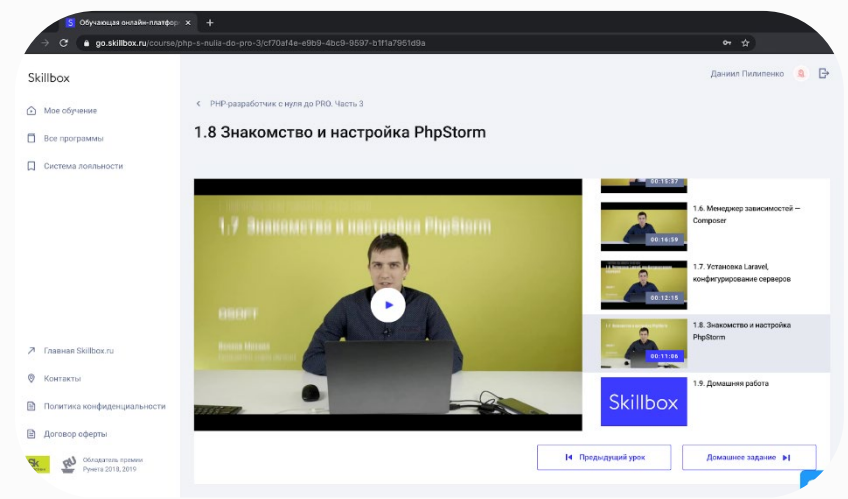 Обучающая онлайн-платфор
go.skillbox.ru/course/php-s-nulia-do-pro-3/cf70af4e-e9b9-4bc9-9597-b1f1a7961d9a
Skillbox
Даниил Пилипенко
Мое обучение
Все программы
Система лояльности
Главная Skillbox.ru
Контакты
Политика конфиденциальности
Договор оферты
Обладатель премии
Рунета 2018, 2019
PHP-разработчик с нуля до PRO. Часть 3
1.8 Знакомство и настройка PhpStorm
1.7 Знакомство и настройка PhpStorm
00:15:37
1.6. Менеджер зависимостей —
Composer
00:16:59
1.7. Установка Laravel,
конфигурирование серверов
00:12:15
1.8. Знакомство и настройка
PhpStorm
00:11:06
1.9. Домашняя работа
Skillbox
Предыдущий урок
Домашнее задание